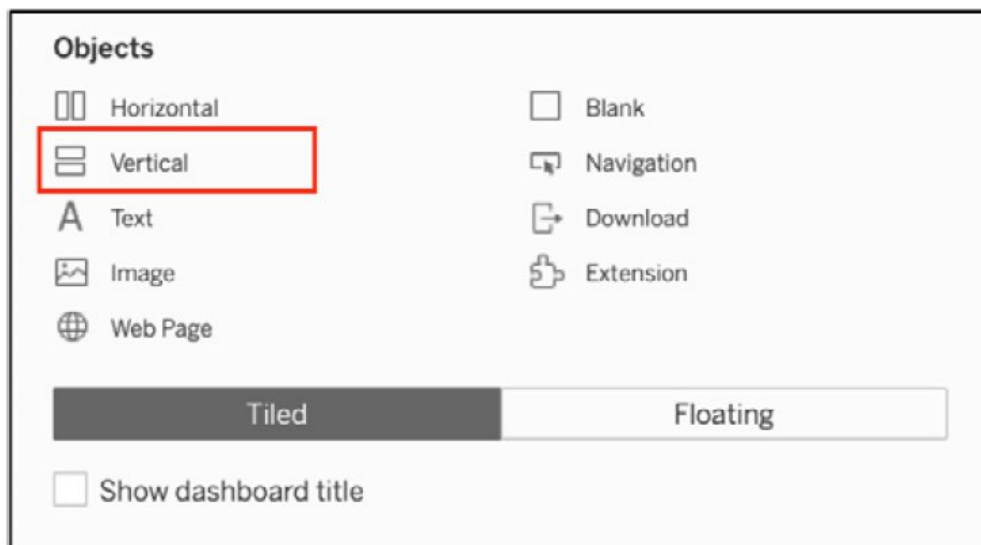 Objects
Horizontal
Blank
Vertical
Navigation
Text
Download
Image
Extension
Web Page
Tiled
Floating
Show dashboard title